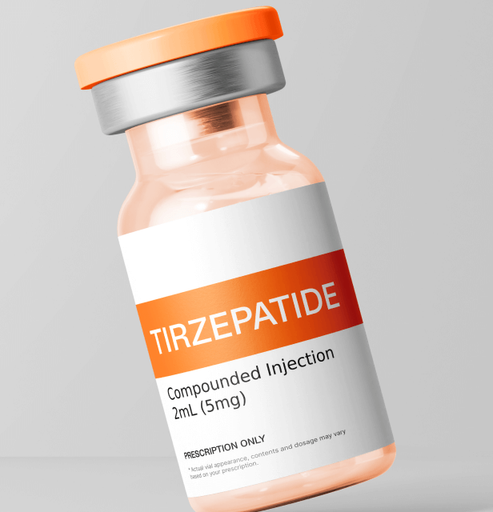 TIRZEPATIDE
Compounded Injection
2mL (5mg)
PRESCRIPTION ONLY
* Actual vial appearance, contents and dosage may vary
based on your prescription.